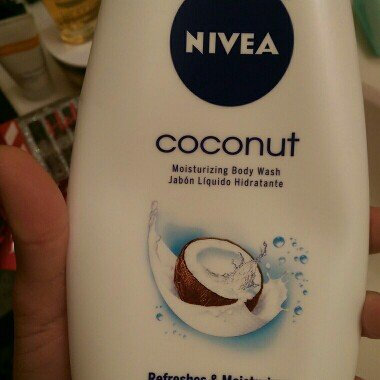 NIVEA
coconut
Moisturizing Body Wash
Jabón Líquido Hidratante
Refreshes &